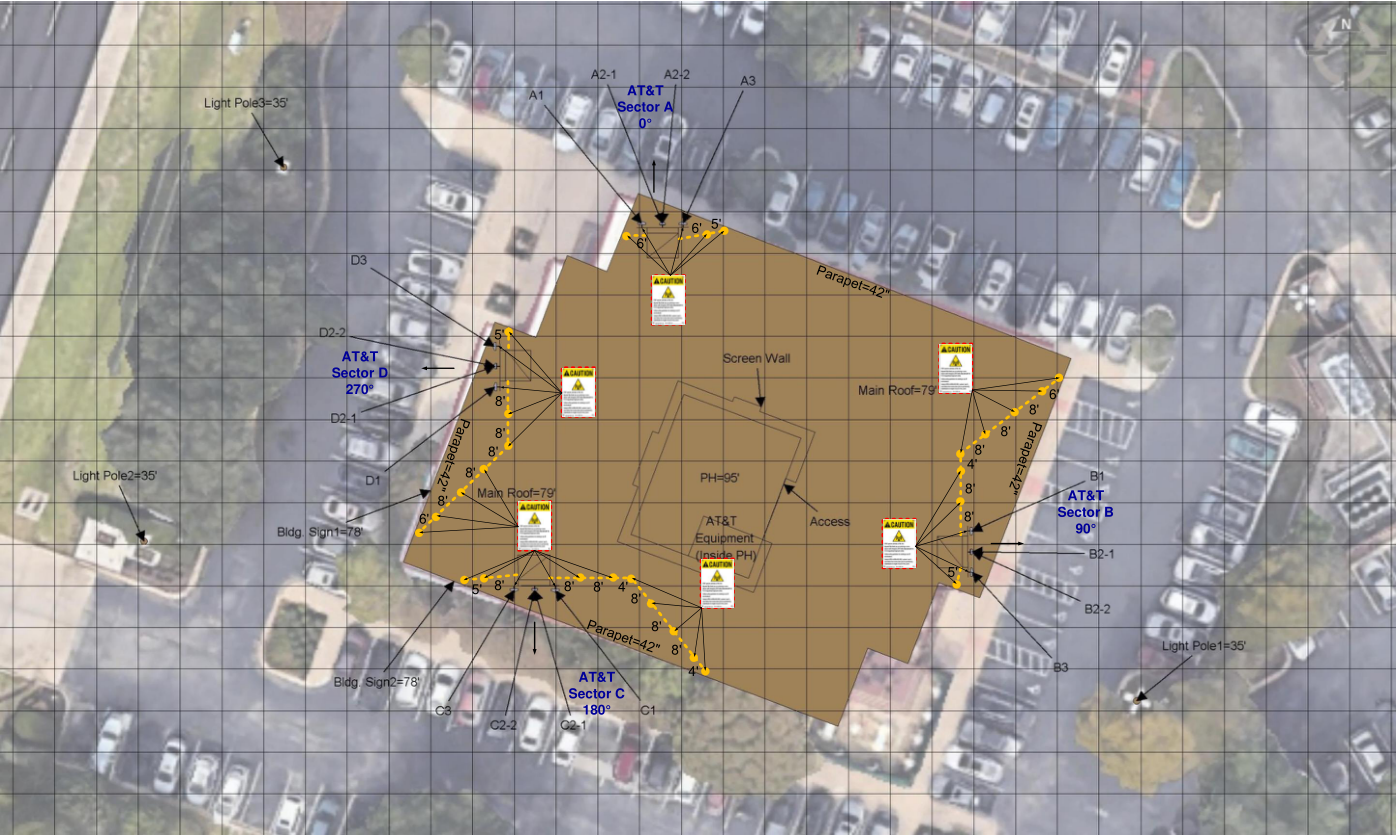 N
A2-1
A2-2
A3
A1
AT&T
Sector A
0°
Light Pole3=35'
6'
6'
5'
CAUTION
Parapet=42"
D3
D2-2
5'
AT&T
Sector D
270°
D2-1
D1
8'
8'
8'
8'
6'
CAUTION
Parapet=42"
Screen Wall
CAUTION
Main Roof=79'
6'
8'
8'
4'
8'
8'
5'
Parapet=42"
Light Pole2=35'
Main Roof=79'
PH=95'
Access
AT&T
Equipment
(Inside PH)
B1
AT&T
Sector B
90°
B2-1
B2-2
B3
Bldg. Sign1=78'
CAUTION
CAUTION
CAUTION
5'
8'
8'
8'
4'
8'
8'
8'
4'
Parapet=42"
Light Pole1=35'
Bldg. Sign2=78'
AT&T
Sector C
180°
C3
C2-2
C2-1
C1